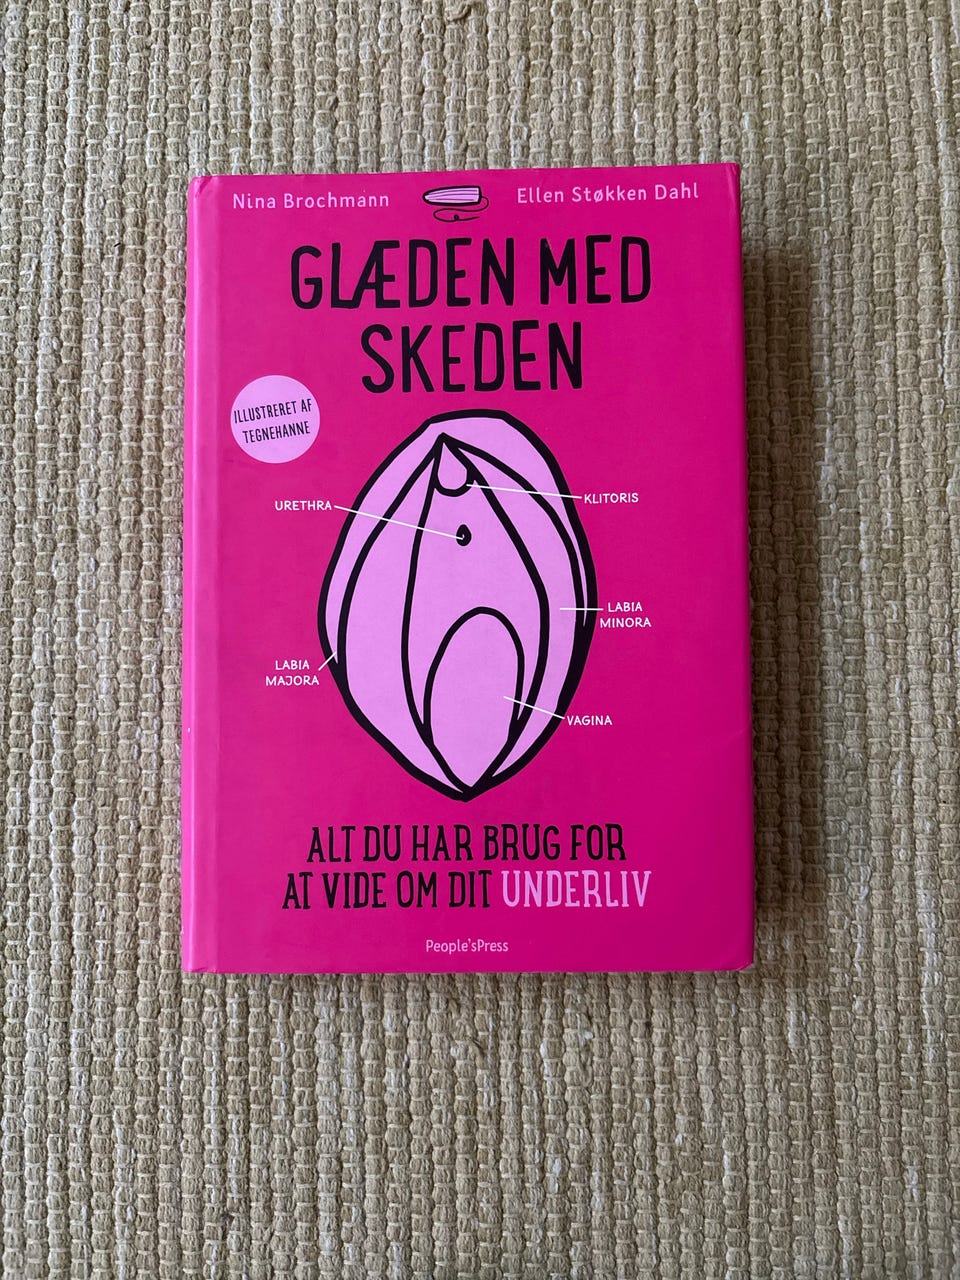 Nina Brochmann
Ellen Støkken Dahl
GLÆDEN MED
SKEDEN
ILLUSTRERET AF
TEGNEHANNE
URETHRA
KLITORIS
LABIA
MINORA
LABIA
MAJORA
VAGINA
ALT DU HAR BRUG FOR
AT VIDE OM DIT UNDERLIV
People'sPress